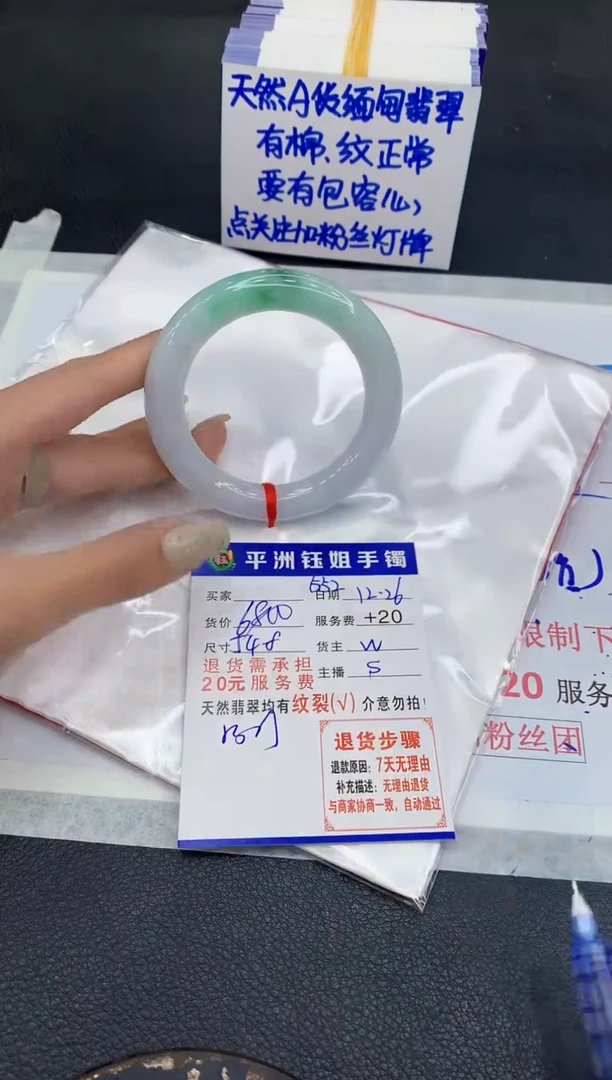 天然A货缅甸翡翠
有棉、纹正常
要有包容心
点关注加粉丝灯牌
平洲钰姐手镯
买家 552 日期 12.26
货价 6800 服务费 +20
尺寸 548 货主 W
退货需承担 主播 S
20元服务费
天然翡翠均有纹裂(√)介意勿拍!
退货步骤
退款原因: 7天无理由
补充描述: 无理由退货
与商家协商一致,自动通过
限制下
20 服务
粉丝团